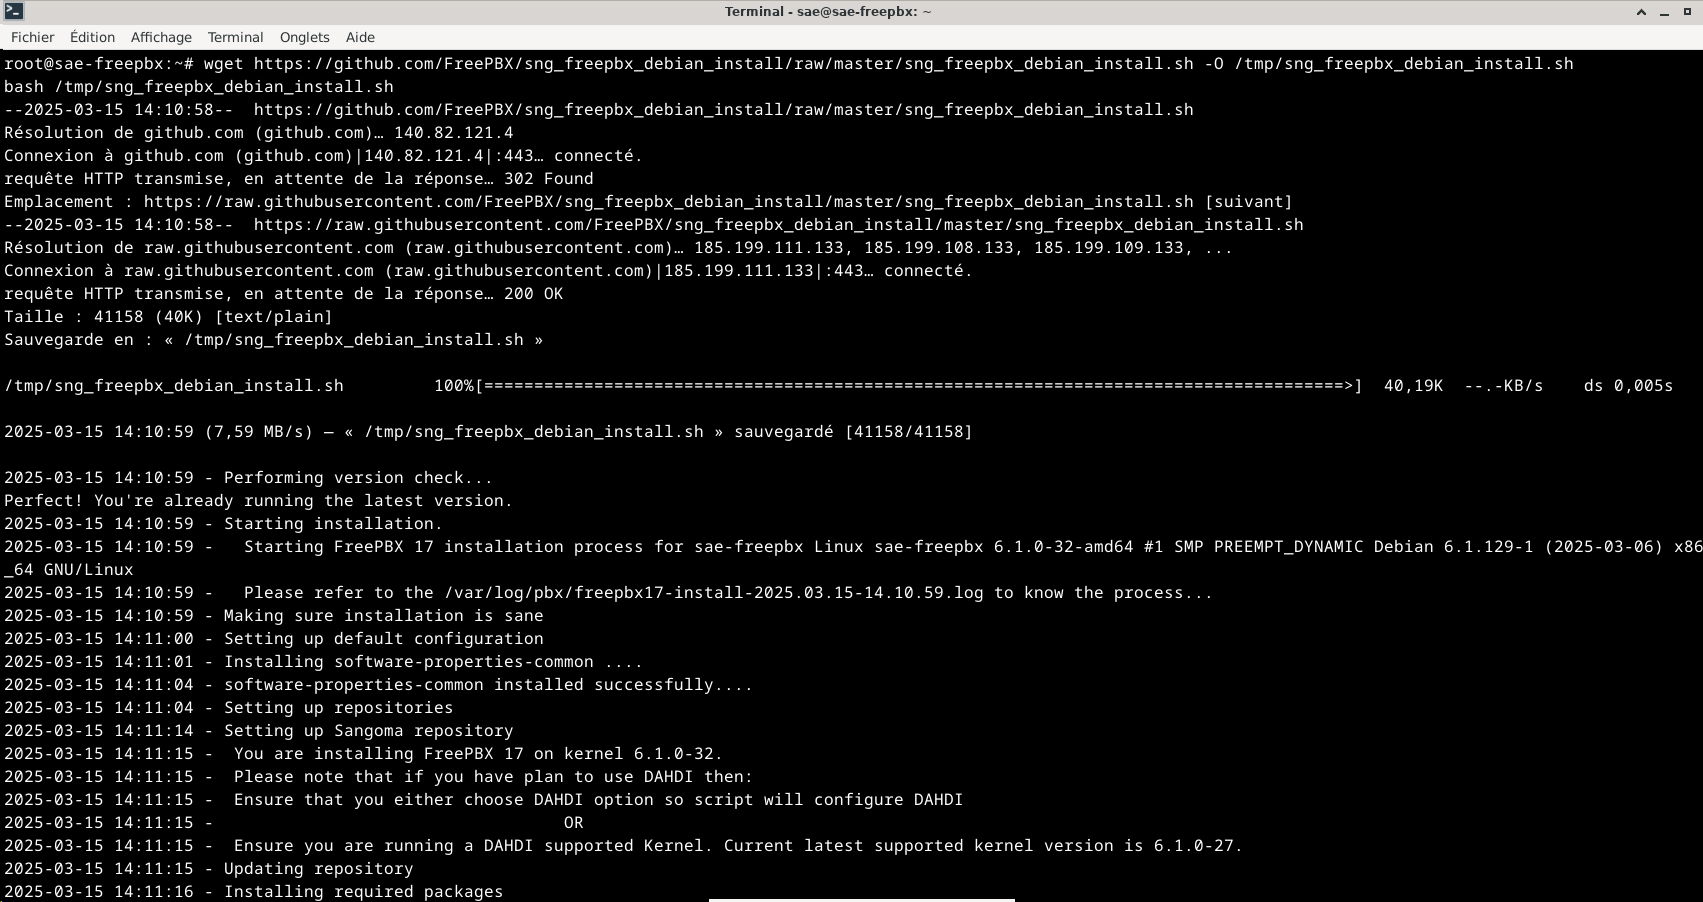 Terminal - sae@sae-freepbx: ~
Fichier Édition Affichage Terminal Onglets Aide
root@sae-freepbx:~# wget https://github.com/FreePBX/sng_freepbx_debian_install/raw/master/sng_freepbx_debian_install.sh -O /tmp/sng_freepbx_debian_install.sh
bash /tmp/sng_freepbx_debian_install.sh
--2025-03-15 14:10:58--  https://github.com/FreePBX/sng_freepbx_debian_install/raw/master/sng_freepbx_debian_install.sh
Résolution de github.com (github.com)… 140.82.121.4
Connexion à github.com (github.com)|140.82.121.4|:443… connecté.
requête HTTP transmise, en attente de la réponse… 302 Found
Emplacement : https://raw.githubusercontent.com/FreePBX/sng_freepbx_debian_install/master/sng_freepbx_debian_install.sh [suivant]
--2025-03-15 14:10:58--  https://raw.githubusercontent.com/FreePBX/sng_freepbx_debian_install/master/sng_freepbx_debian_install.sh
Résolution de raw.githubusercontent.com (raw.githubusercontent.com)… 185.199.111.133, 185.199.108.133, 185.199.109.133, ...
Connexion à raw.githubusercontent.com (raw.githubusercontent.com)|185.199.111.133|:443… connecté.
requête HTTP transmise, en attente de la réponse… 200 OK
Taille : 41158 (40K) [text/plain]
Sauvegarde en : « /tmp/sng_freepbx_debian_install.sh »
/tmp/sng_freepbx_debian_install.sh         100%[======================================================================================>]  40,19K  --.-KB/s    ds 0,005s
2025-03-15 14:10:59 (7,59 MB/s) — « /tmp/sng_freepbx_debian_install.sh » sauvegardé [41158/41158]
2025-03-15 14:10:59 - Performing version check...
Perfect! You're already running the latest version.
2025-03-15 14:10:59 - Starting installation.
2025-03-15 14:10:59 -   Starting FreePBX 17 installation process for sae-freepbx Linux sae-freepbx 6.1.0-32-amd64 #1 SMP PREEMPT_DYNAMIC Debian 6.1.129-1 (2025-03-06) x86
_64 GNU/Linux
2025-03-15 14:10:59 -   Please refer to the /var/log/pbx/freepbx17-install-2025.03.15-14.10.59.log to know the process...
2025-03-15 14:10:59 - Making sure installation is sane
2025-03-15 14:11:00 - Setting up default configuration
2025-03-15 14:11:01 - Installing software-properties-common ....
2025-03-15 14:11:04 - software-properties-common installed successfully....
2025-03-15 14:11:04 - Setting up repositories
2025-03-15 14:11:14 - Setting up Sangoma repository
2025-03-15 14:11:15 -  You are installing FreePBX 17 on kernel 6.1.0-32.
2025-03-15 14:11:15 -  Please note that if you have plan to use DAHDI then:
2025-03-15 14:11:15 -  Ensure that you either choose DAHDI option so script will configure DAHDI
2025-03-15 14:11:15 -                                   OR
2025-03-15 14:11:15 -  Ensure you are running a DAHDI supported Kernel. Current latest supported kernel version is 6.1.0-27.
2025-03-15 14:11:15 - Updating repository
2025-03-15 14:11:16 - Installing required packages